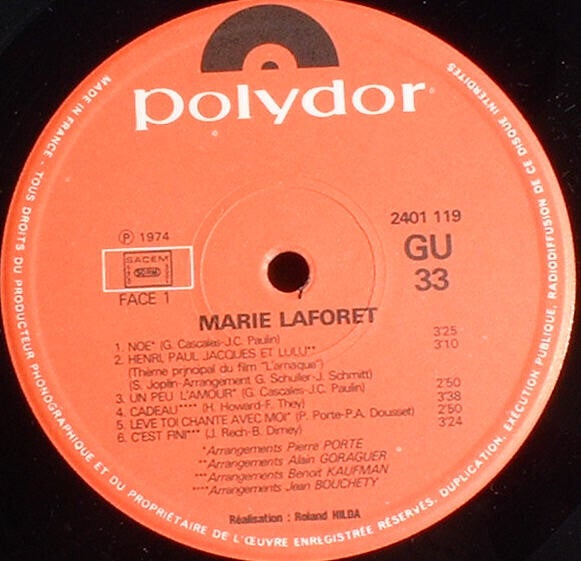 polydor
MADE IN FRANCE - TOUS DROITS DU PRODUCTEUR PHONOGRAPHIQUE ET DU PROPRIÉTAIRE DE L'ŒUVRE ENREGISTRÉE RÉSERVÉS. DUPLICATION, EXÉCUTION PUBLIQUE, RADIODIFFUSION DE CE DISQUE INTERDITES
2401 119
Ⓟ 1974
GU
SACEM
33
FACE 1
MARIE LAFORET
1. NOE* (G. Cascales-J.C. Paulin) 3'25
2. HENRI, PAUL JACQUES ET LULU** 3'10
(Thème principal du film "L'arnaque")
(S. Joplin-Arrangement G. Schuller-J. Schmitt)
3. UN PEU L'AMOUR* (G. Cascales-J.C. Paulin) 2'50
4. CADEAU**** (H. Howard-F. They) 3'38
5. LEVE TOI CHANTE AVEC MOI* (P. Porte-P.A. Dousset) 2'50
6. C'EST FINI*** (J. Rech-B. Dimey) 3'24
*Arrangements Pierre PORTE
**Arrangements Alain GORAGUER
***Arrangements Benoit KAUFMAN
****Arrangements Jean BOUCHETY
Réalisation : Roland HILDA